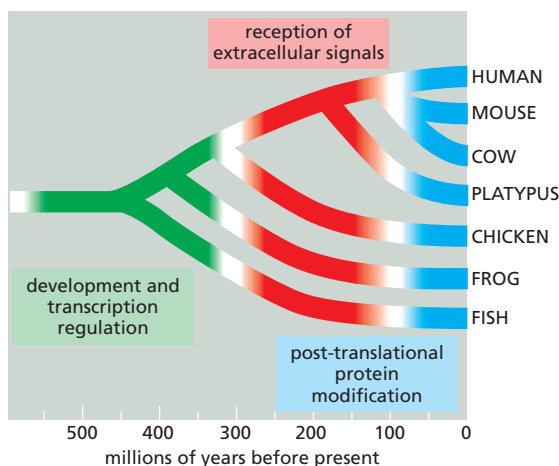 reception of
extracellular signals
HUMAN
MOUSE
COW
PLATYPUS
CHICKEN
FROG
FISH
development and
transcription
regulation
post-translational
protein
modification
500 400 300 200 100 0
millions of years before present